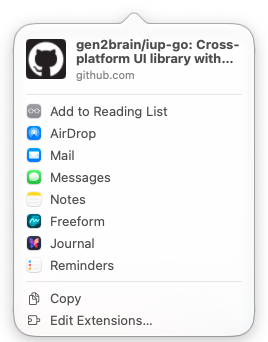 gen2brain/iup-go: Cross-
platform UI library with...
github.com
Add to Reading List
AirDrop
Mail
Messages
Notes
Freeform
Journal
Reminders
Copy
Edit Extensions...